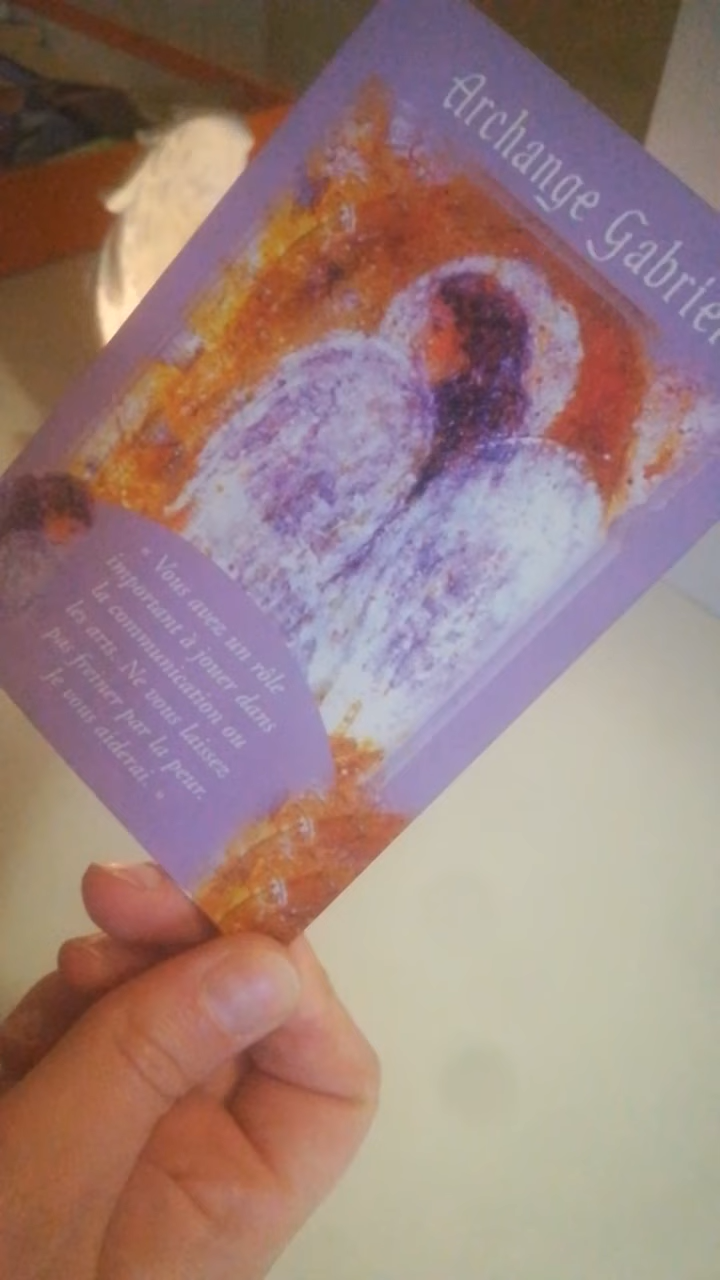 Archange Gabriel
« Vous avez un rôle
important à jouer dans
la communication ou
les arts. Ne vous laissez
pas freiner par la peur.
Je vous aiderai. »